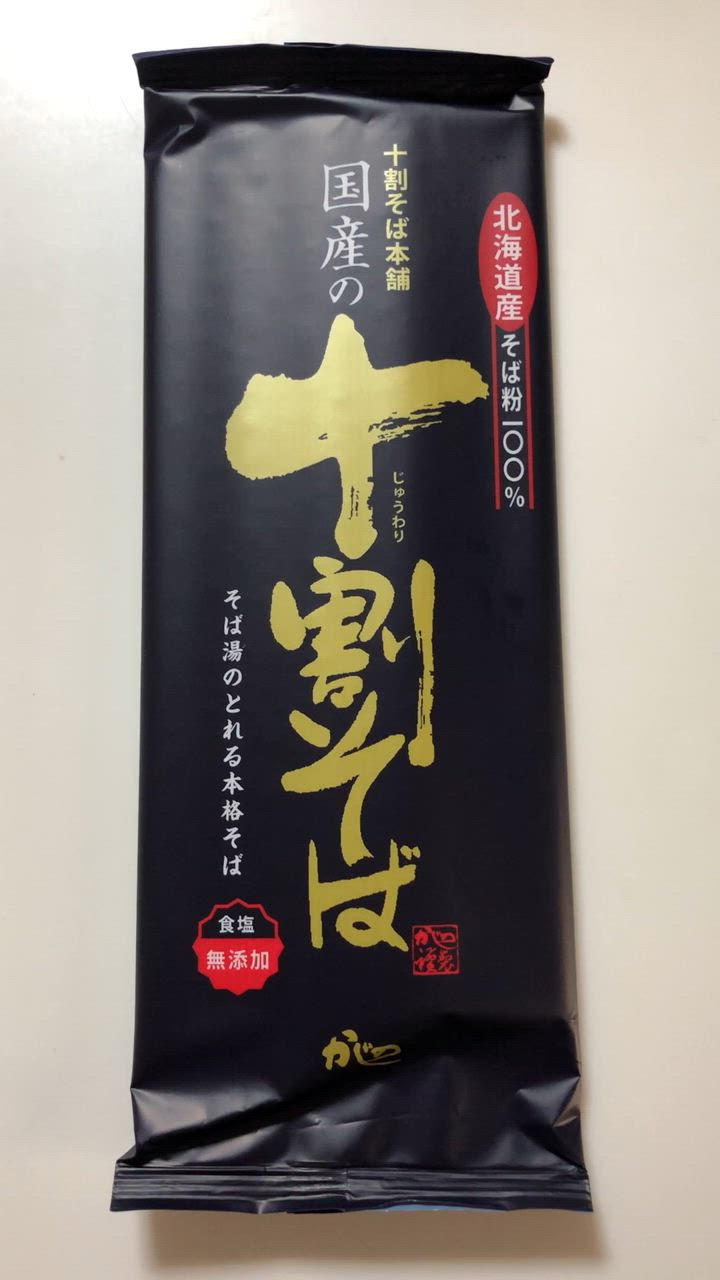 北海道産
そば粉一〇〇%
十割そば本舗
国産の
十割そば
じゅうわり
そば湯のとれる本格そば
食塩
無添加
かじの